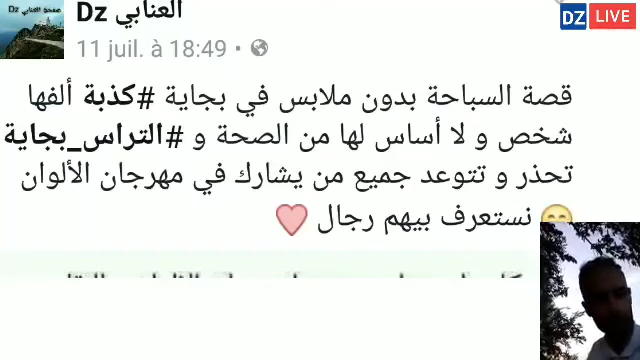 العنابي Dz
DZ LIVE
11 juil. à 18:49
قصة السباحة بدون ملابس في بجاية #كذبة ألفها
شخص و لا أساس لها من الصحة و #التراس_بجاية
تحذر و تتوعد جميع من يشارك في مهرجان الألوان
نستعرف بيهم رجال